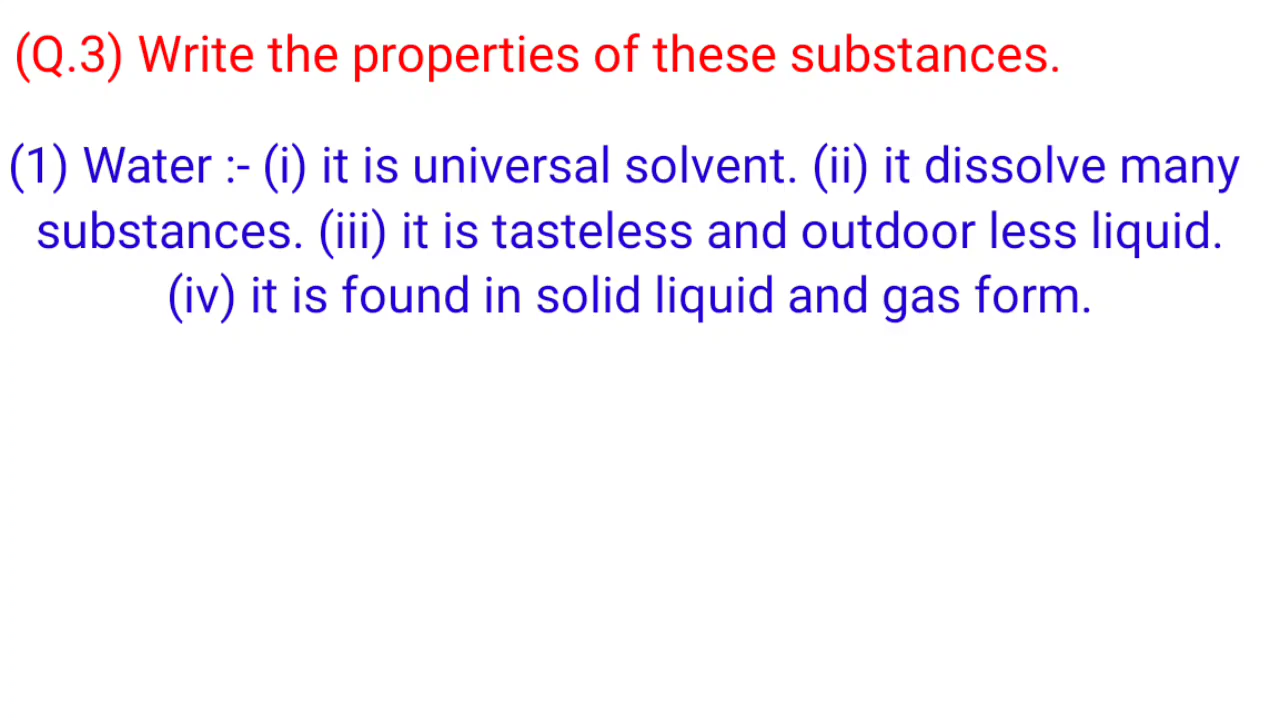 (Q.3) Write the properties of these substances.
(1) Water :- (i) it is universal solvent. (ii) it dissolve many
substances. (iii) it is tasteless and outdoor less liquid.
(iv) it is found in solid liquid and gas form.